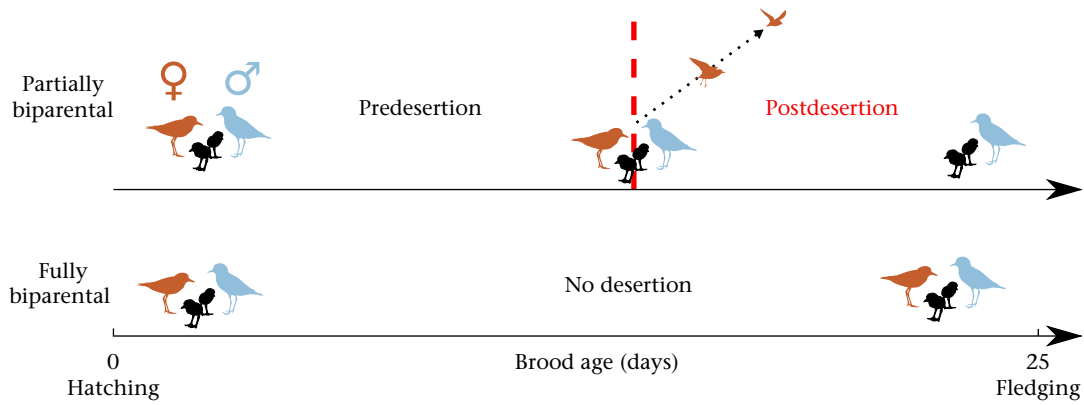 Partially
biparental
♀ ♂
Predesertion
Postdesertion
Fully
biparental
No desertion
0
Brood age (days)
25
Hatching
Fledging